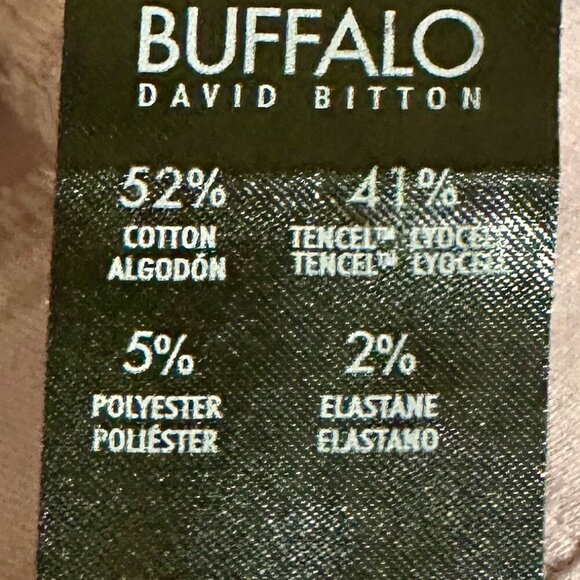 BUFFALO
DAVID BITTON
52% 41%
COTTON TENCEL™ LYOCELL
ALGODÓN TENCEL™ LYOCELL
5% 2%
POLYESTER ELASTANE
POLIÉSTER ELASTANO